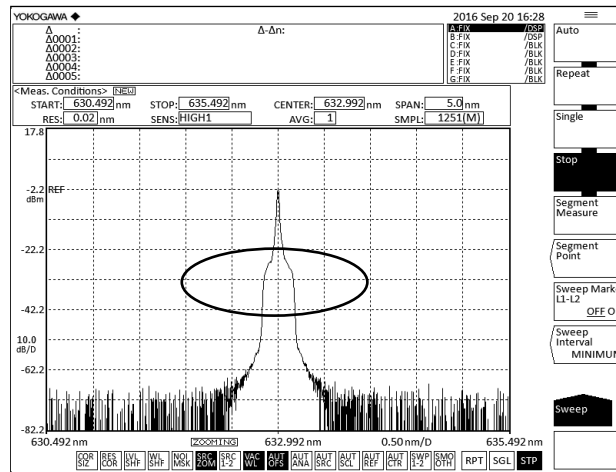 YOKOGAWA ◆
2016 Sep 20 16:28
Δ :
Δ0001:
Δ0002:
Δ0003:
Δ0004:
Δ0005:
Δ-Δn:
A:FIX /DSP
B:FIX /DSP
C:FIX /BLK
D:FIX /BLK
E:FIX /BLK
F:FIX /BLK
G:FIX /BLK
<Meas. Conditions> NEW
START: 630.492 nm STOP: 635.492 nm CENTER: 632.992 nm SPAN: 5.0 nm
RES: 0.02 nm SENS: HIGH1 AVG: 1 SMPL: 1251(M)
17.8
-2.2 REF
dBm
-22.2
-42.2
10.0
dB/D
-62.2
-82.2
630.492 nm ZOOMING 632.992 nm 0.50 nm/D 635.492 nm
COR SIZ
RES COR
LVL SHF
WL SHF
NOI MSK
SRC ZOM
SRC 1-2
VAC WL
AUT OFS
AUT ANA
AUT SRC
AUT SCL
AUT REF
AUT CTR
SWP 1-2
SMO OTH
RPT
SGL
STP
Auto
Repeat
Single
Stop
Segment
Measure
Segment
Point
Sweep Mark
L1-L2
OFF O
Sweep
Interval
MINIMUM
Sweep